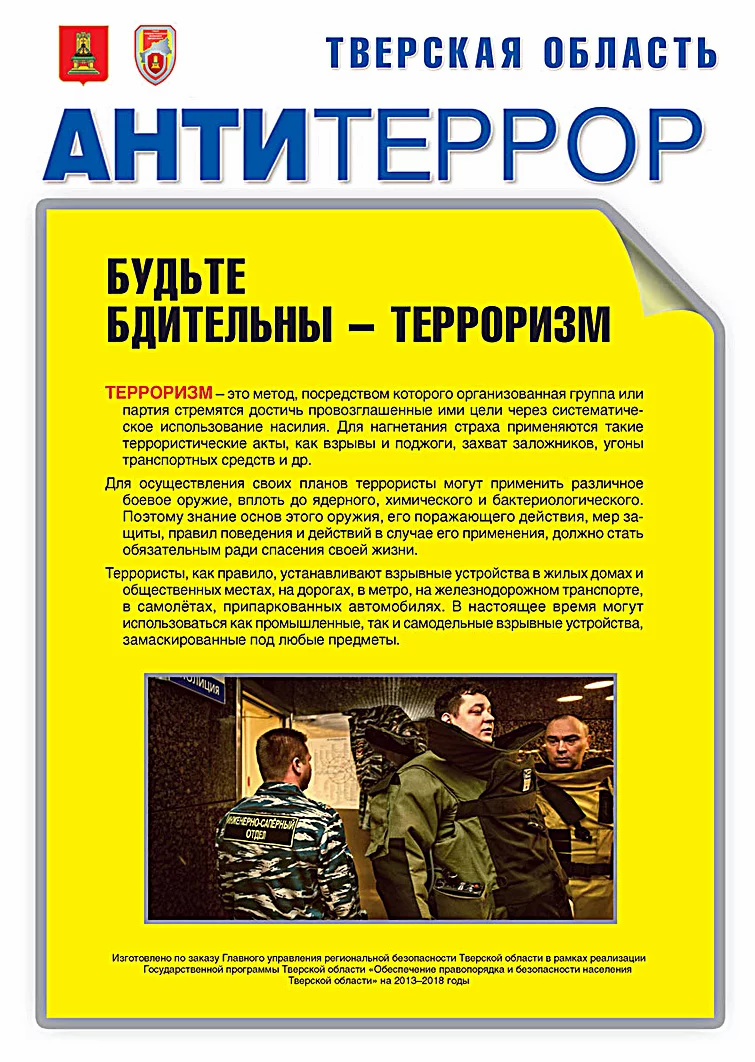 ТВЕРСКАЯ ОБЛАСТЬ
АНТИТЕРРОР
БУДЬТЕ
БДИТЕЛЬНЫ – ТЕРРОРИЗМ
ТЕРРОРИЗМ – это метод, посредством которого организованная группа или
партия стремятся достичь провозглашенные ими цели через систематиче-
ское использование насилия. Для нагнетания страха применяются такие
террористические акты, как взрывы и поджоги, захват заложников, угоны
транспортных средств и др.
Для осуществления своих планов террористы могут применить различное
боевое оружие, вплоть до ядерного, химического и бактериологического.
Поэтому знание основ этого оружия, его поражающего действия, мер за-
щиты, правил поведения и действий в случае его применения, должно стать
обязательным ради спасения своей жизни.
Террористы, как правило, устанавливают взрывные устройства в жилых домах и
общественных местах, на дорогах, в метро, на железнодорожном транспорте,
в самолётах, припаркованных автомобилях. В настоящее время могут
использоваться как промышленные, так и самодельные взрывные устройства,
замаскированные под любые предметы.
ИНЖЕНЕРНО-САПЁРНЫЙ
ОТДЕЛ
Изготовлено по заказу Главного управления региональной безопасности Тверской области в рамках реализации
Государственной программы Тверской области «Обеспечение правопорядка и безопасности населения
Тверской области» на 2013–2018 годы